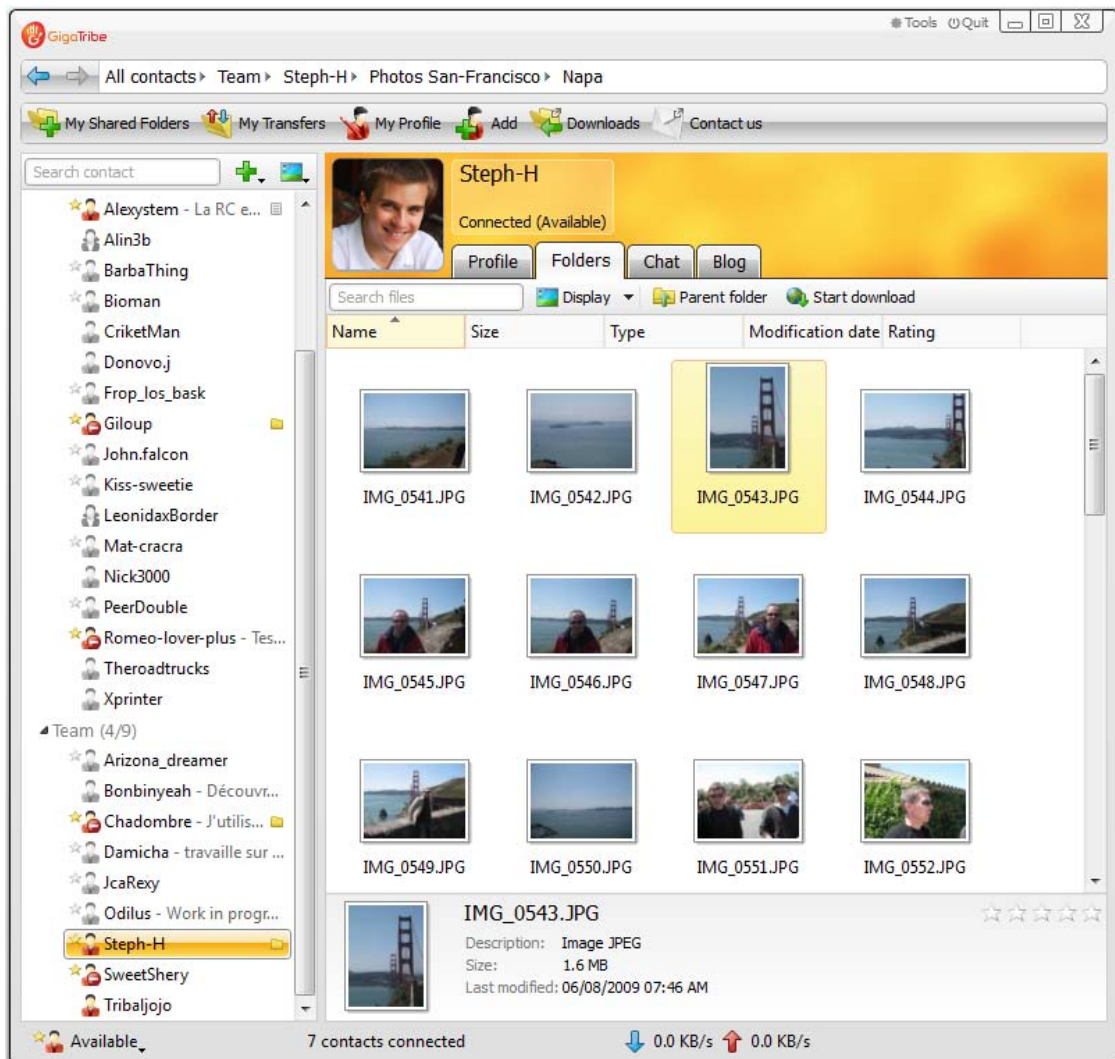 GigaTribe
Tools Quit
All contacts Team Steph-H Photos San-Francisco Napa
My Shared Folders My Transfers My Profile Add Downloads Contact us
Search contact
Alexystem - La RC e...
Alin3b
BarbaThing
Bioman
CriketMan
Donovo.j
Frop_los_bask
Giloup
John.falcon
Kiss-sweetie
LeonidaxBorder
Mat-cracra
Nick3000
PeerDouble
Romeo-lover-plus - Tes...
Theroadtrucks
Xprinter
Team (4/9)
Arizona_dreamer
Bonbinyeah - Découvr...
Chadombre - J'utilis...
Damicha - travaille sur ...
JcaRexy
Odilus - Work in progr...
Steph-H
SweetShery
Tribaljojo
Steph-H
Connected (Available)
Profile Folders Chat Blog
Search files Display Parent folder Start download
Name Size Type Modification date Rating
IMG_0541.JPG IMG_0542.JPG IMG_0543.JPG IMG_0544.JPG
IMG_0545.JPG IMG_0546.JPG IMG_0547.JPG IMG_0548.JPG
IMG_0549.JPG IMG_0550.JPG IMG_0551.JPG IMG_0552.JPG
IMG_0543.JPG
Description: Image JPEG
Size: 1.6 MB
Last modified: 06/08/2009 07:46 AM
Available 7 contacts connected 0.0 KB/s 0.0 KB/s